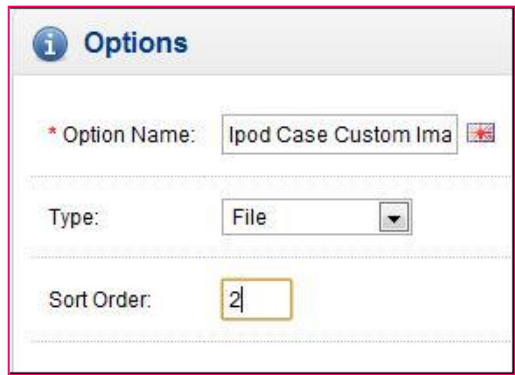 Options
* Option Name: Ipod Case Custom Ima
Type: File
Sort Order: 2